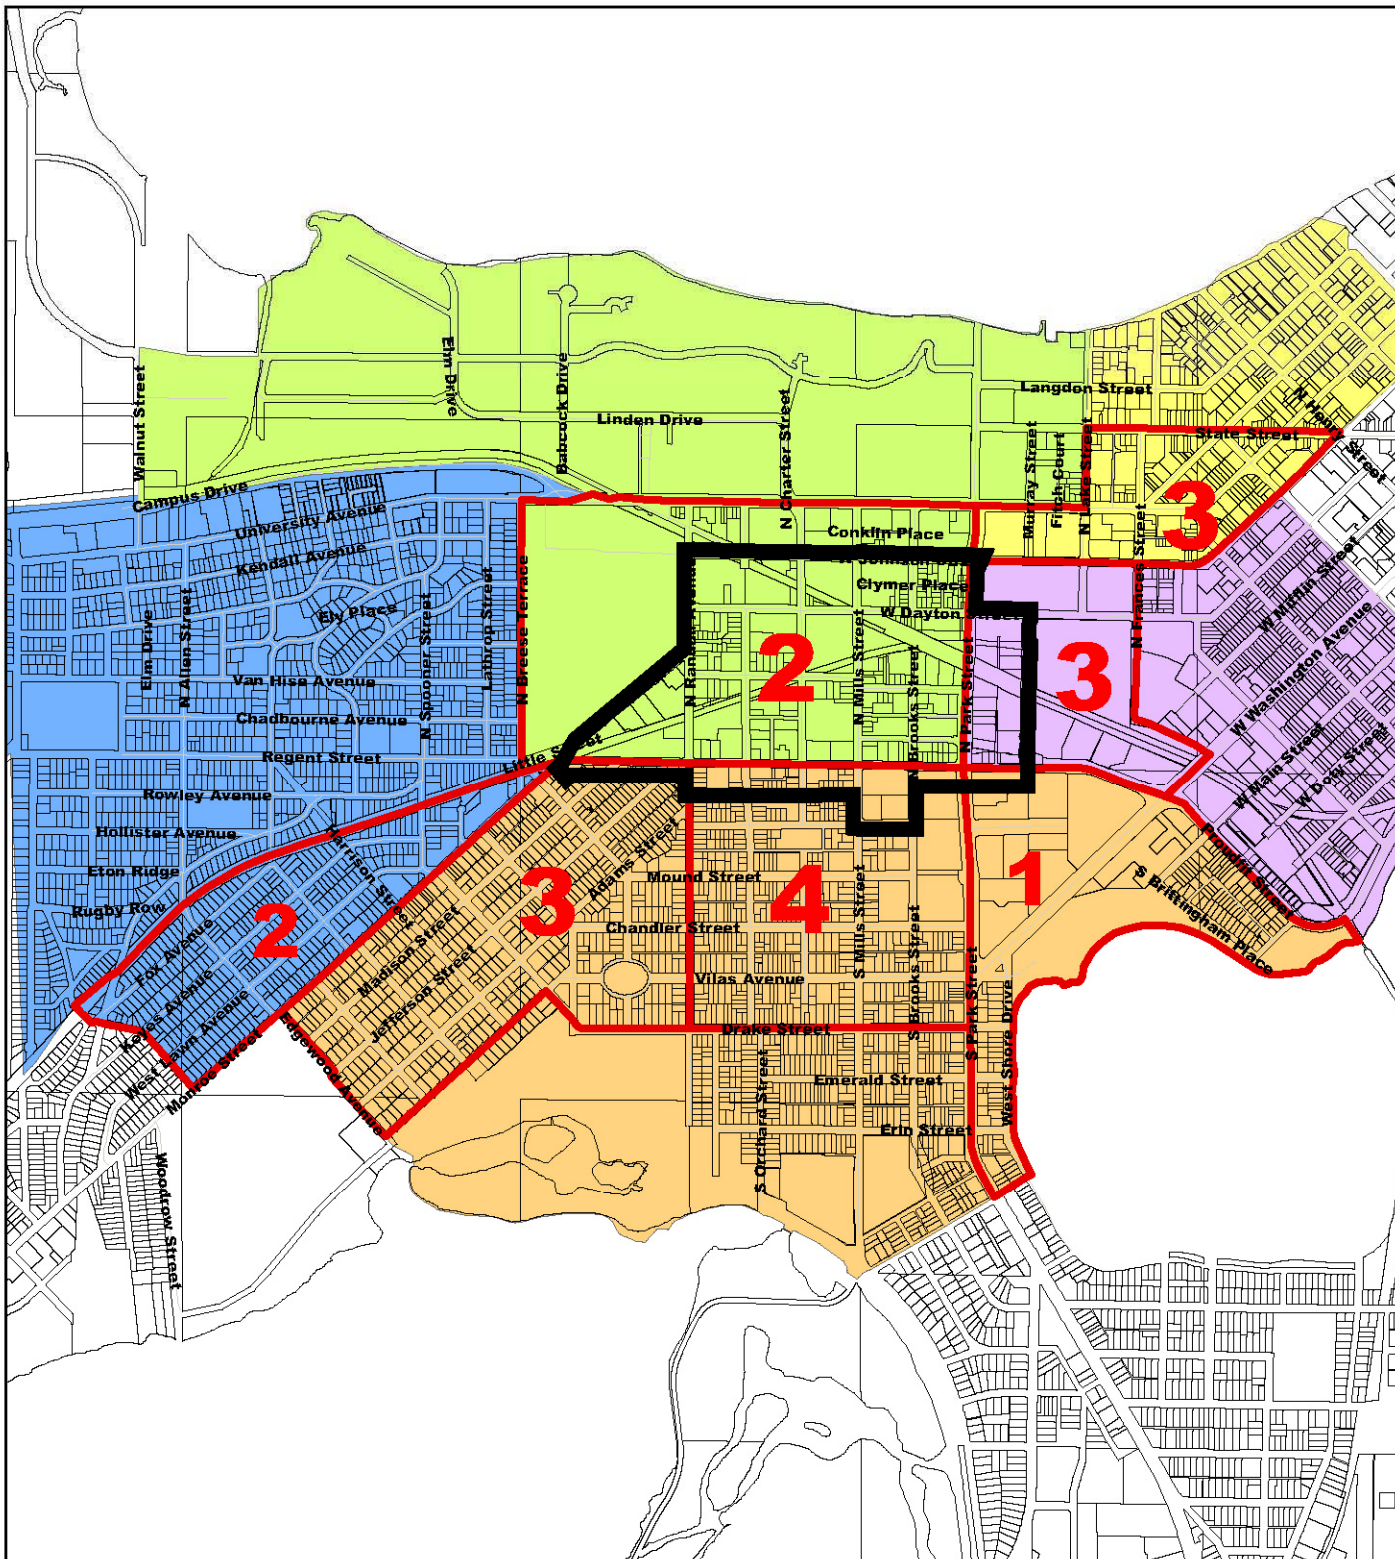 Walnut Street
Elm Drive
Babcock Drive
Linden Drive
N Charter Street
Langdon Street
N Henry Street
State Street
Murray Street
Fitch Court
N Lake Street
3
Campus Drive
University Avenue
Kendall Avenue
Conklin Place
Clymer Place
W Dayton Street
N Frances Street
W Mifflin Street
W Washington Avenue
Elm Drive
N Allen Street
Ely Place
N Spooner Street
Lathrop Street
N Breese Terrace
2
N Mills Street
N Brooks Street
N Park Street
3
Van Hise Avenue
Chadbourne Avenue
Regent Street
Little Street
W Main Street
W Dow Street
Rowley Avenue
Hollister Avenue
Eton Ridge
Rugby Row
Harrison Street
Proudfit Street
S Brittingham Place
Adams Street
Mound Street
3
4
1
2
Fox Avenue
Keyes Avenue
West Lawn Avenue
Monroe Street
Madison Street
Jefferson Street
Chandler Street
Vilas Avenue
S Mills Street
S Brooks Street
S Park Street
West Shore Drive
Edgewood Avenue
Drake Street
Emerald Street
Erin Street
S Orchard Street
Woodrow Street